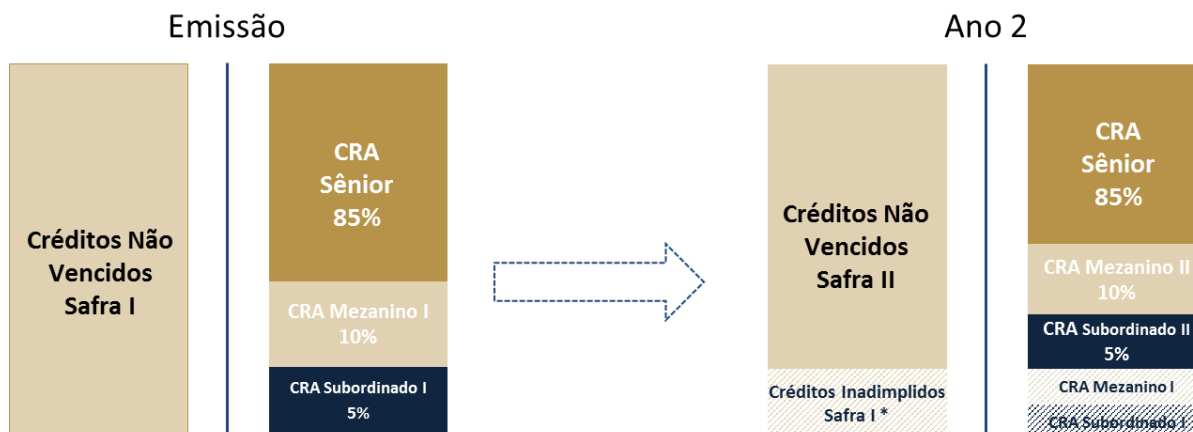 Emissão
Créditos Não
Vencidos
Safra I
CRA
Sênior
85%
CRA Mezanino I
10%
CRA Subordinado I
5%
Ano 2
Créditos Não
Vencidos
Safra II
Créditos Inadimplidos
Safra I *
CRA
Sênior
85%
CRA Mezanino II
10%
CRA Subordinado II
5%
CRA Mezanino I
CRA Subordinado I